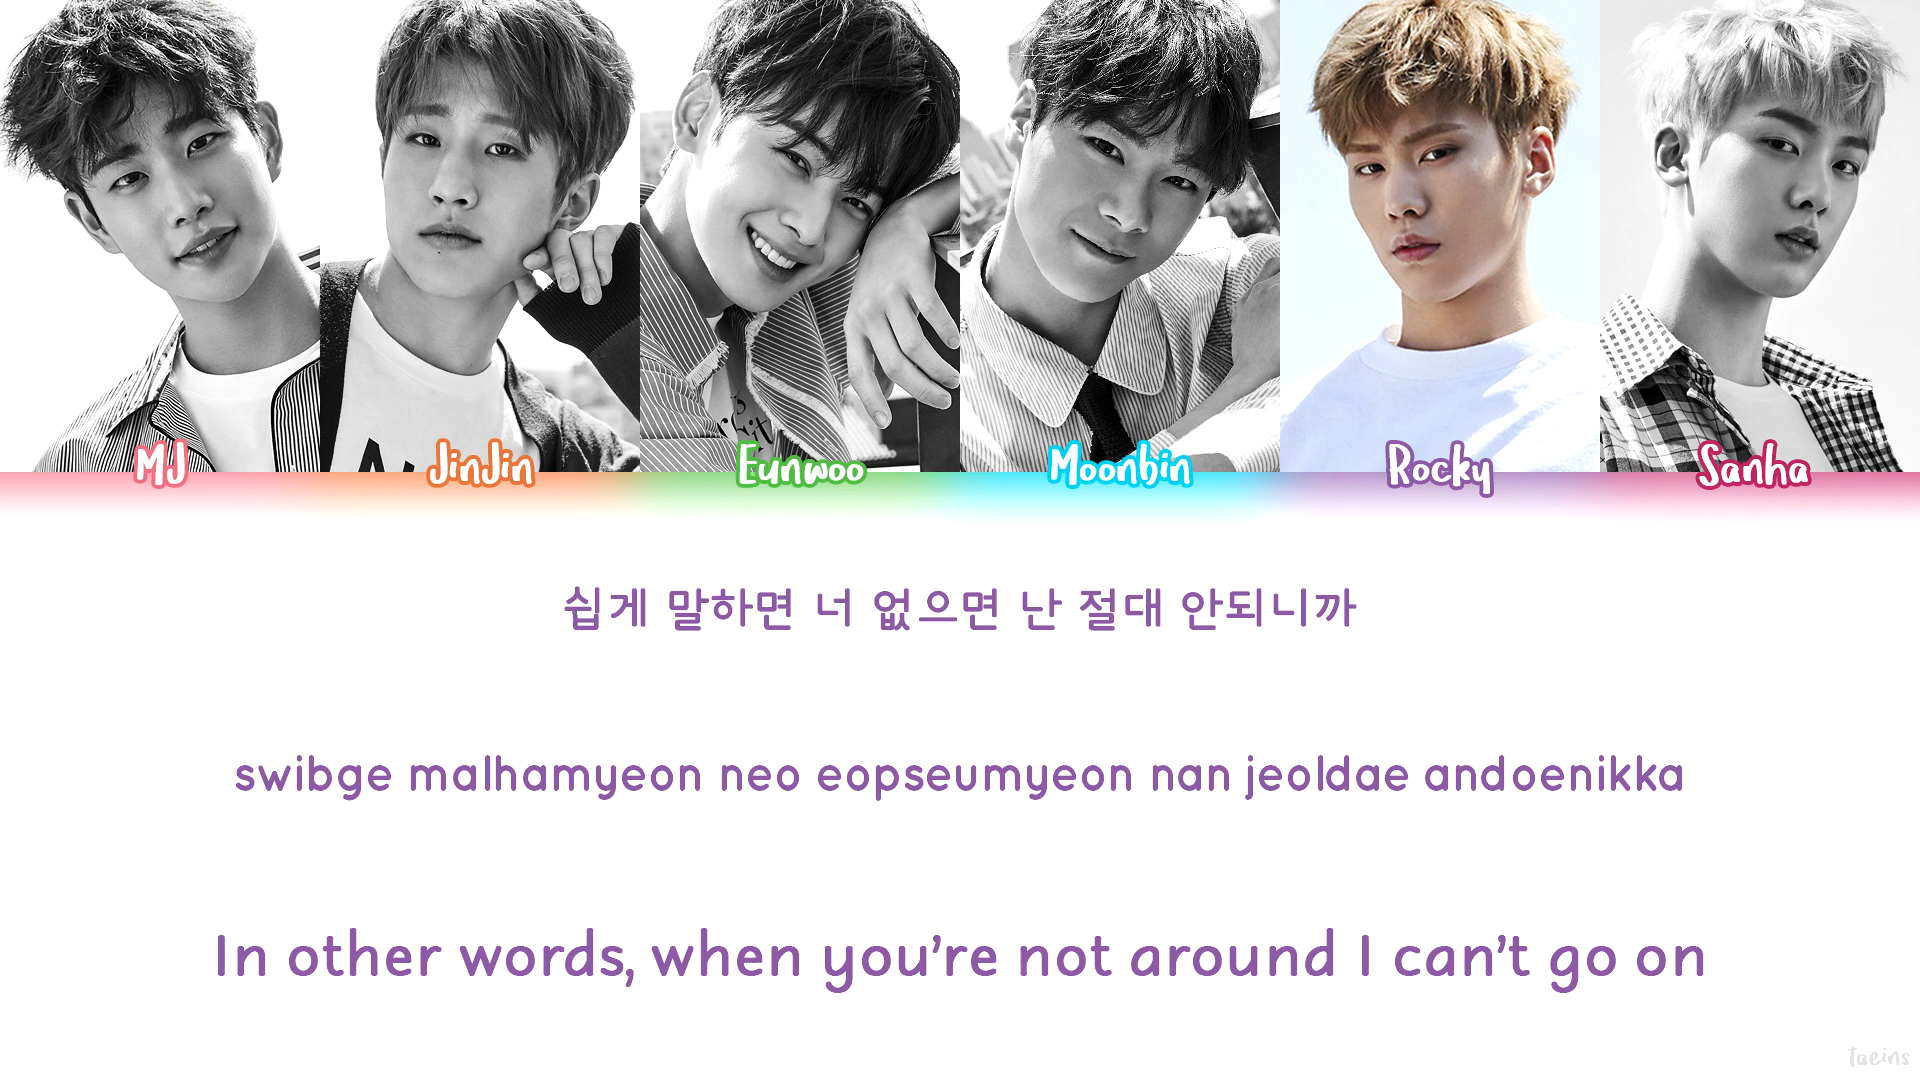 MJ JinJin Eunwoo Moonbin Rocky Sanha
쉽게 말하면 너 없으면 난 절대 안되니까
swibge malhamyeon neo eopseumyeon nan jeoldae andoenikka
In other words, when you're not around I can't go on
taeins